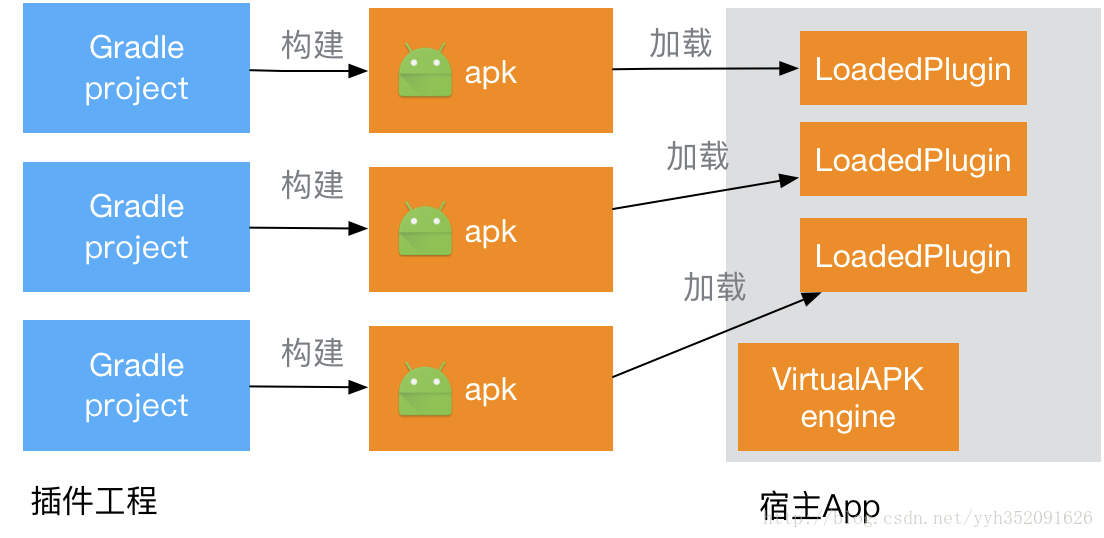 Gradle
project
构建
apk
加载
LoadedPlugin
Gradle
project
构建
apk
加载
LoadedPlugin
Gradle
project
构建
apk
加载
LoadedPlugin
VirtualAPK
engine
插件工程
宿主App
http://blog.csdn.net/yyh352091626